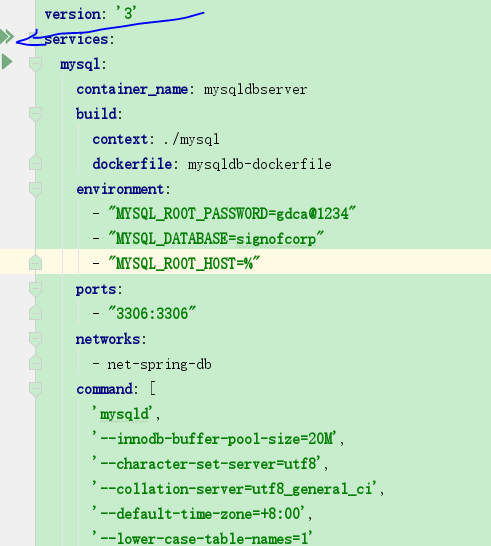 version: '3'
services:
mysql:
container_name: mysqldbserver
build:
context: ./mysql
dockerfile: mysqldb-dockerfile
environment:
- "MYSQL_ROOT_PASSWORD=gdca@1234"
- "MYSQL_DATABASE=signofcorp"
- "MYSQL_ROOT_HOST=%"
ports:
- "3306:3306"
networks:
- net-spring-db
command: [
'mysqld',
'--innodb-buffer-pool-size=20M',
'--character-set-server=utf8',
'--collation-server=utf8_general_ci',
'--default-time-zone=+8:00',
'--lower-case-table-names=1'